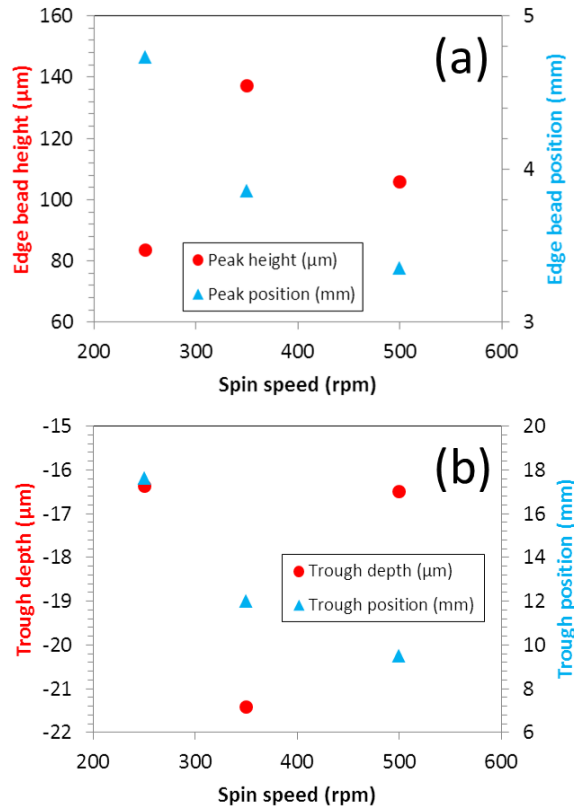 (a)
Edge bead height (µm)
160
140
120
100
80
60
Peak height (µm)
Peak position (mm)
5
4
3
Edge bead position (mm)
200 300 400 500 600
Spin speed (rpm)
(b)
Trough depth (µm)
-15
-16
-17
-18
-19
-20
-21
-22
Trough depth (µm)
Trough position (mm)
20
18
16
14
12
10
8
6
Trough position (mm)
200 300 400 500 600
Spin speed (rpm)